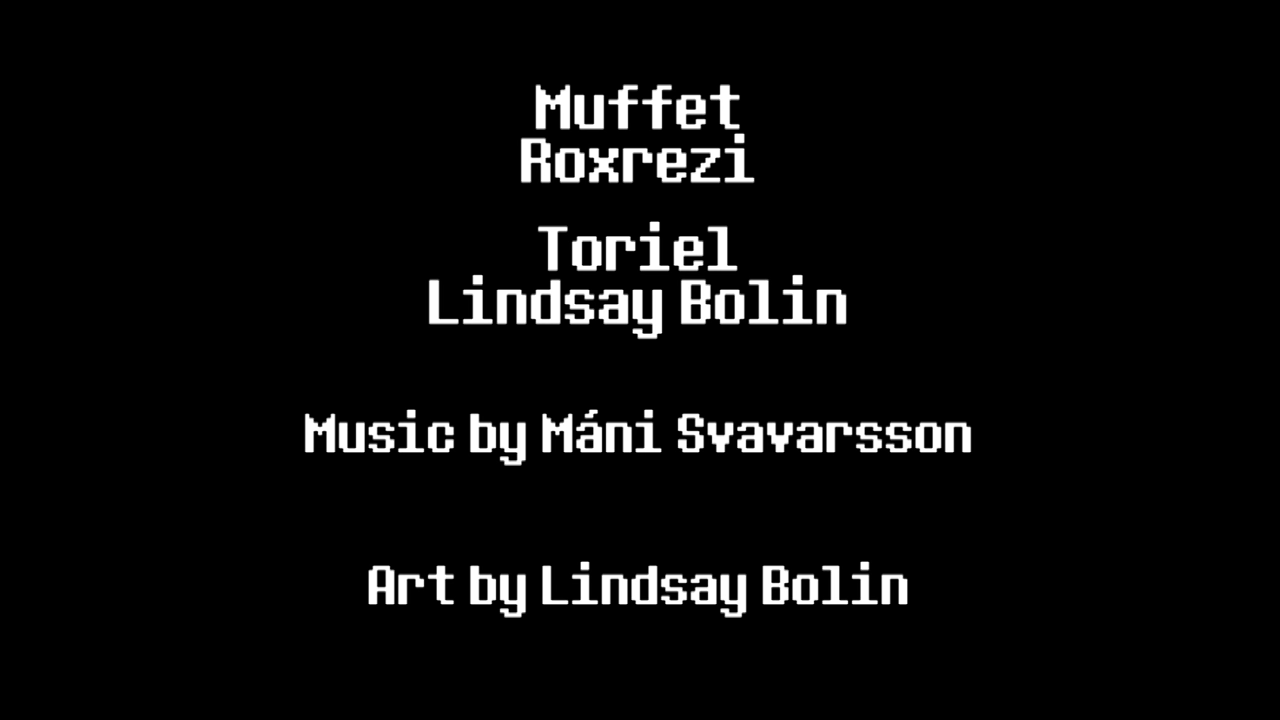 Muffet
Roxrezi
Toriel
Lindsay Bolin
Music by Máni Svavarsson
Art by Lindsay Bolin